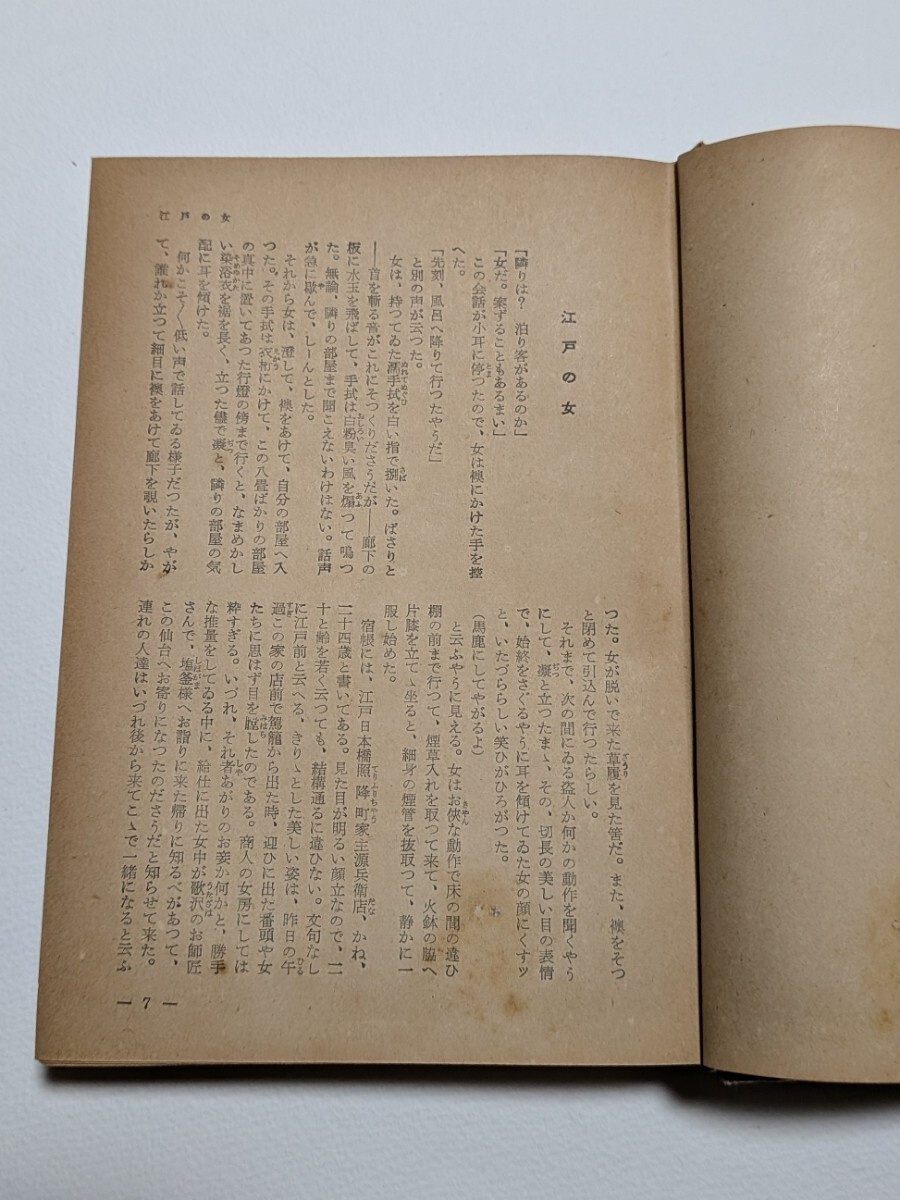 江戸の女
江戸の女
「隣りは？　泊り客があるのか」
「女だ。案ずることもあるまい」
この会話が小耳に停つたので、女は襖にかけた手を控
へた。
「先刻、風呂へ降りて行つたやうだ」
と別の声が云つた。
女は、持つてゐた濡手拭を白い指で捌いた。ばさりと
――首を斬る音がこれにそつくりださうだが――廊下の
板に水玉を飛ばして、手拭は白粉臭い風を煽つて鳴つ
た。無論、隣りの部屋まで聞こえないわけはない。話声
が急に歇んで、しーんとした。
それから女は、澄して、襖をあけて、自分の部屋へ入
つた。その手拭は衣桁にかけて、この八畳ばかりの部屋
の真中に置いてあつた行燈の傍まで行くと、なまめかし
い染浴衣を裾を長く、立つた儘で凝と、隣りの部屋の気
配に耳を傾けた。
何かこそ〱低い声で話してゐる様子だつたが、やが
て、誰れか立つて細目に襖をあけて廊下を覗いたらしか
つた。女が脱いで来た草履を見た筈だ。また、襖をそつ
と閉めて引込んで行つたらしい。
それまで、次の間にゐる盗人か何かの動作を聞くやう
にして、凝と立つたまゝ、その、切長の美しい目の表情
で、始終をさぐるやうに耳を傾けてゐた女の顔にくすッ
と、いたづららしい笑ひがひろがつた。
（馬鹿にしてやがるよ）
と云ふやうに見える。女はお俠な動作で床の間の違ひ
棚の前まで行つて、煙草入れを取つて来て、火鉢の脇へ
片膝を立てゝ坐ると、細身の煙管を抜取つて、静かに一
服し始めた。
宿帳には、江戸日本橋照降町家主源兵衛店、かね、
二十四歳と書いてある。見た目が明るい顔立なので、二
十と齢を若く云つても、結構通るに違ひない。文句なし
に江戸前と云へる、きりゝとした美しい姿は、昨日の午
過この家の店前で駕籠から出た時、迎ひに出た番頭や女
たちに思はず目を瞠したのである。商人の女房にしては
粋すぎる。いづれ、それ者あがりのお妾か何かと、勝手
な推量をしてゐる中に、給仕に出た女中が歌沢のお師匠
さんで、塩釜様へお詣りに来た帰りに知るべがあつて、
この仙台へお寄りになつたのださうだと知らせて来た。
連れの人達はいづれ後から来てこゝで一緒になると云ふ
― 7 ―